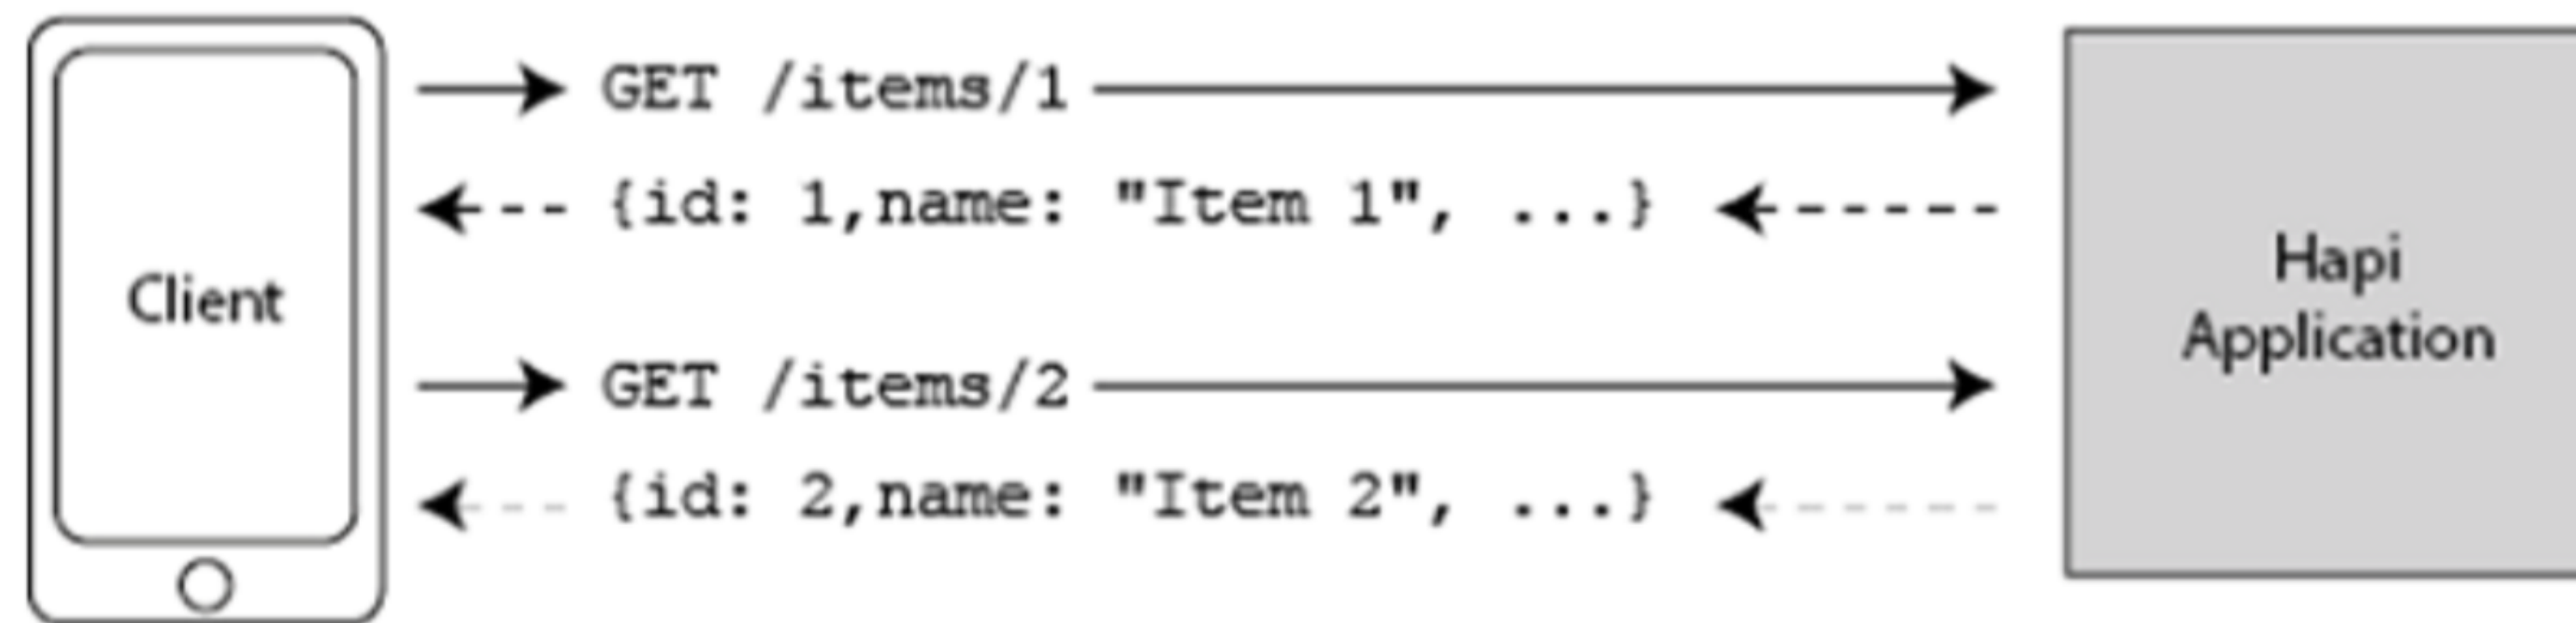 GET /items/1
{id: 1,name: "Item 1", ...}
Client
Hapi
Application
GET /items/2
{id: 2,name: "Item 2", ...}